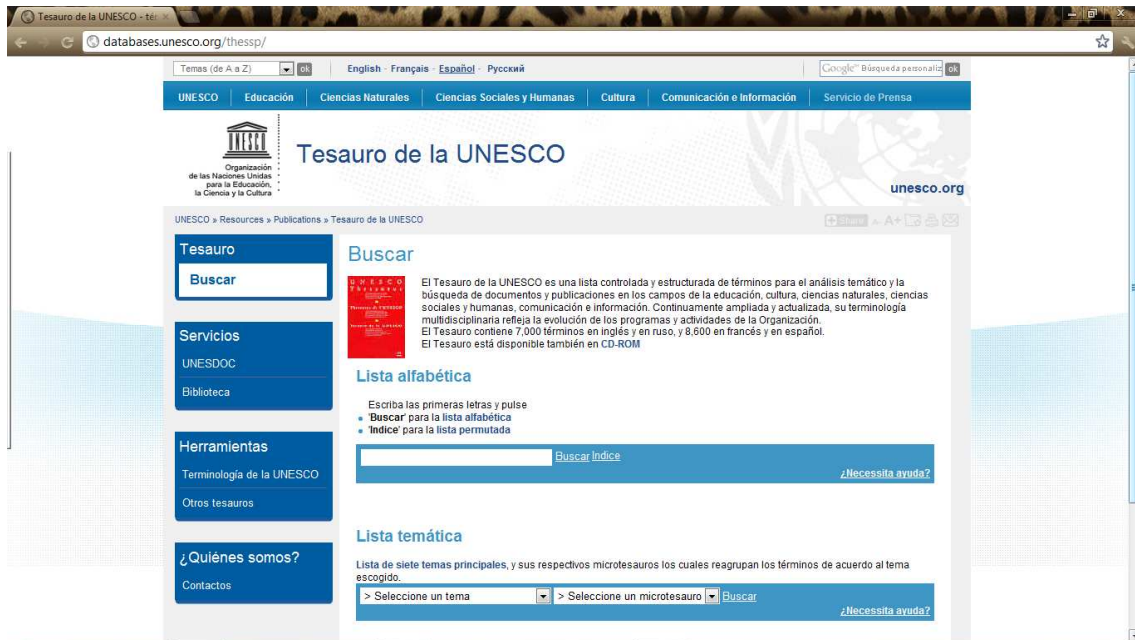 Tesauro de la UNESCO - tér
databases.unesco.org/thessp/
Temas (de A a Z) ok English · Français · Español · Русский Google™ Búsqueda personaliz ok
UNESCO Educación Ciencias Naturales Ciencias Sociales y Humanas Cultura Comunicación e Información Servicio de Prensa
UNESCO
Organización
de las Naciones Unidas
para la Educación,
la Ciencia y la Cultura
Tesauro de la UNESCO
unesco.org
UNESCO » Resources » Publications » Tesauro de la UNESCO
Share A+
Tesauro
Buscar
Servicios
UNESDOC
Biblioteca
Herramientas
Terminología de la UNESCO
Otros tesauros
¿Quiénes somos?
Contactos
Buscar
UNESCO
Thesaurus
El Tesauro de la UNESCO es una lista controlada y estructurada de términos para el análisis temático y la
búsqueda de documentos y publicaciones en los campos de la educación, cultura, ciencias naturales, ciencias
sociales y humanas, comunicación e información. Continuamente ampliada y actualizada, su terminología
multidisciplinaria refleja la evolución de los programas y actividades de la Organización.
El Tesauro contiene 7,000 términos en inglés y en ruso, y 8,600 en francés y en español.
El Tesauro está disponible también en CD-ROM
Lista alfabética
Escriba las primeras letras y pulse
'Buscar' para la lista alfabética
'Indice' para la lista permutada
Buscar Indice
¿Necessita ayuda?
Lista temática
Lista de siete temas principales, y sus respectivos microtesauros los cuales reagrupan los términos de acuerdo al tema
escogido.
> Seleccione un tema > Seleccione un microtesauro Buscar
¿Necessita ayuda?